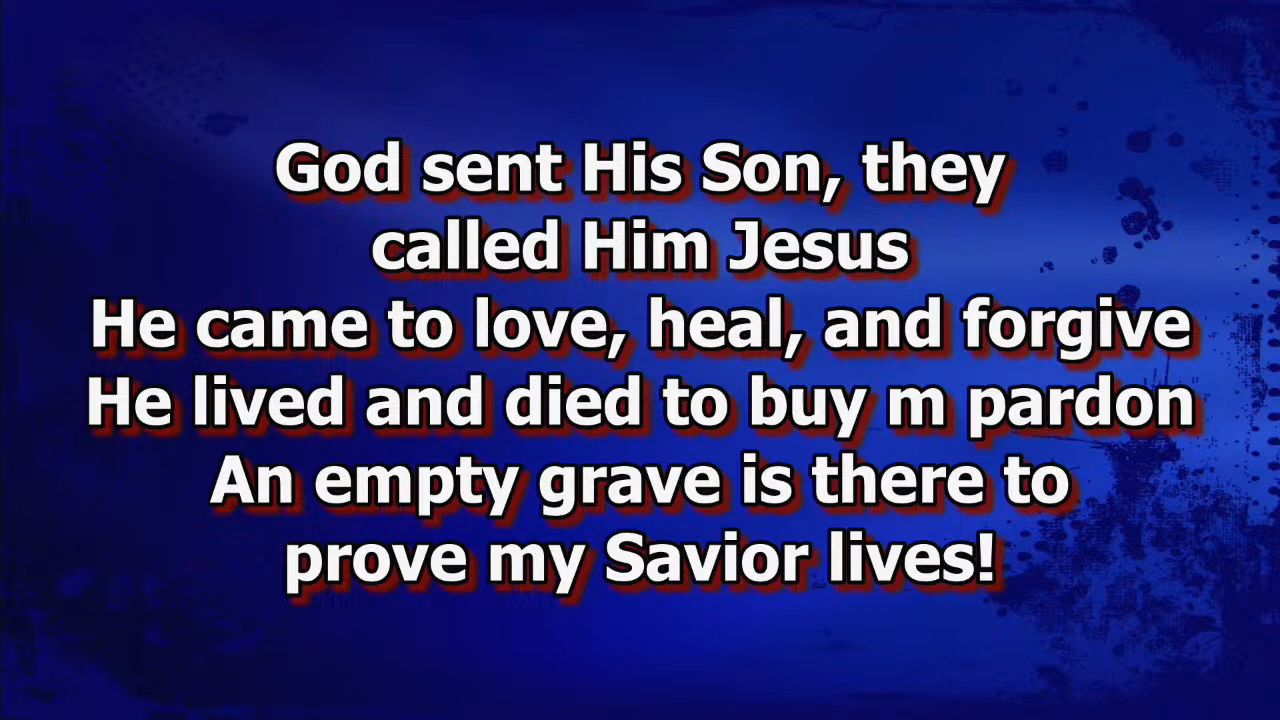 God sent His Son, they
called Him Jesus
He came to love, heal, and forgive
He lived and died to buy m pardon
An empty grave is there to
prove my Savior lives!